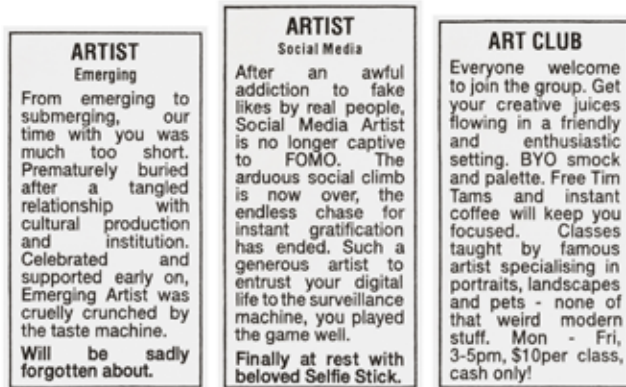 ARTIST
Emerging
From emerging to
submerging, our
time with you was
much too short.
Prematurely buried
after a tangled
relationship with
cultural production
and institution.
Celebrated and
supported early on,
Emerging Artist was
cruelly crunched by
the taste machine.
Will be sadly
forgotten about.
ARTIST
Social Media
After an awful
addiction to fake
likes by real people,
Social Media Artist
is no longer captive
to FOMO. The
arduous social climb
is now over, the
endless chase for
instant gratification
has ended. Such a
generous artist to
entrust your digital
life to the surveillance
machine, you played
the game well.
Finally at rest with
beloved Selfie Stick.
ART CLUB
Everyone welcome
to join the group. Get
your creative juices
flowing in a friendly
and enthusiastic
setting. BYO smock
and palette. Free Tim
Tams and instant
coffee will keep you
focused. Classes
taught by famous
artist specialising in
portraits, landscapes
and pets - none of
that weird modern
stuff. Mon - Fri,
3-5pm, $10per class,
cash only!